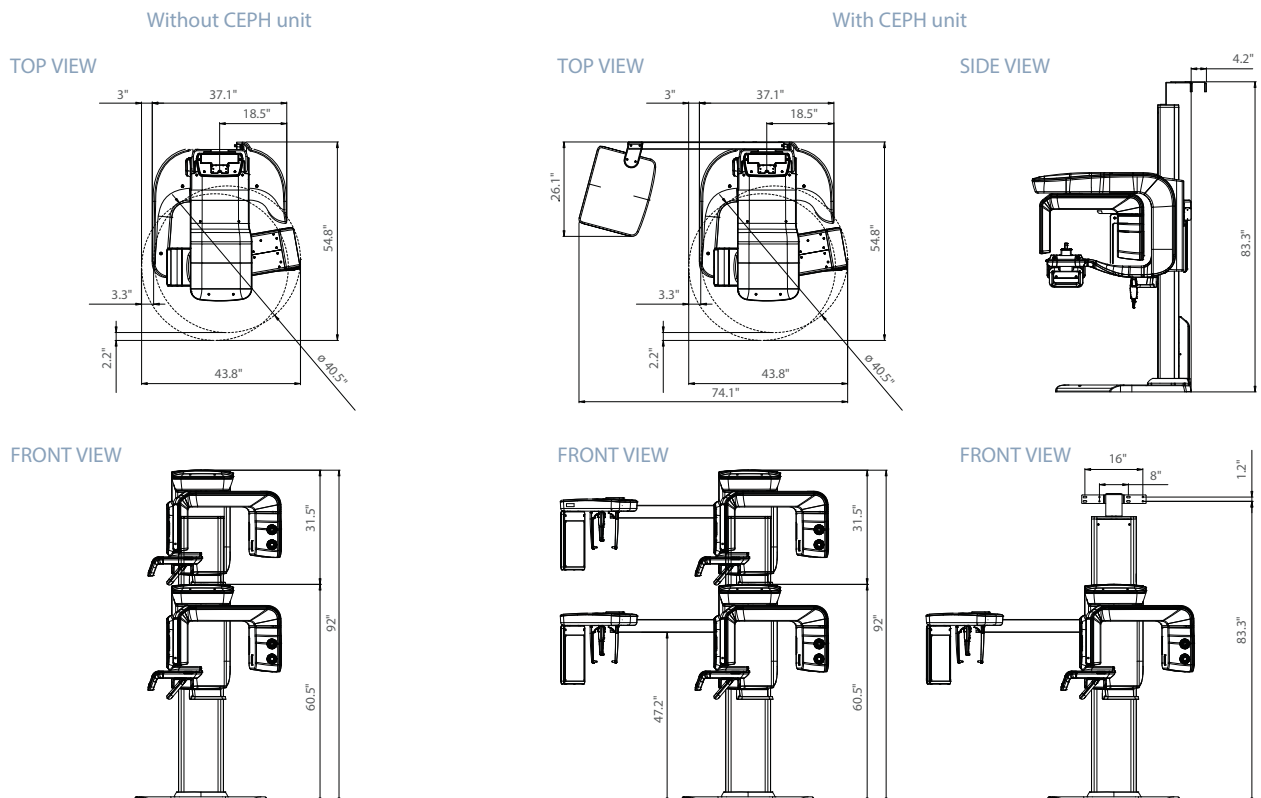 Without CEPH unit
With CEPH unit
TOP VIEW
3"
37.1"
18.5"
54.8"
3.3"
2.2"
43.8"
ø 40.5"
TOP VIEW
3"
37.1"
18.5"
26.1"
54.8"
3.3"
2.2"
43.8"
74.1"
ø 40.5"
SIDE VIEW
4.2"
83.3"
FRONT VIEW
31.5"
92"
60.5"
FRONT VIEW
31.5"
92"
60.5"
47.2"
FRONT VIEW
16"
8"
1.2"
83.3"